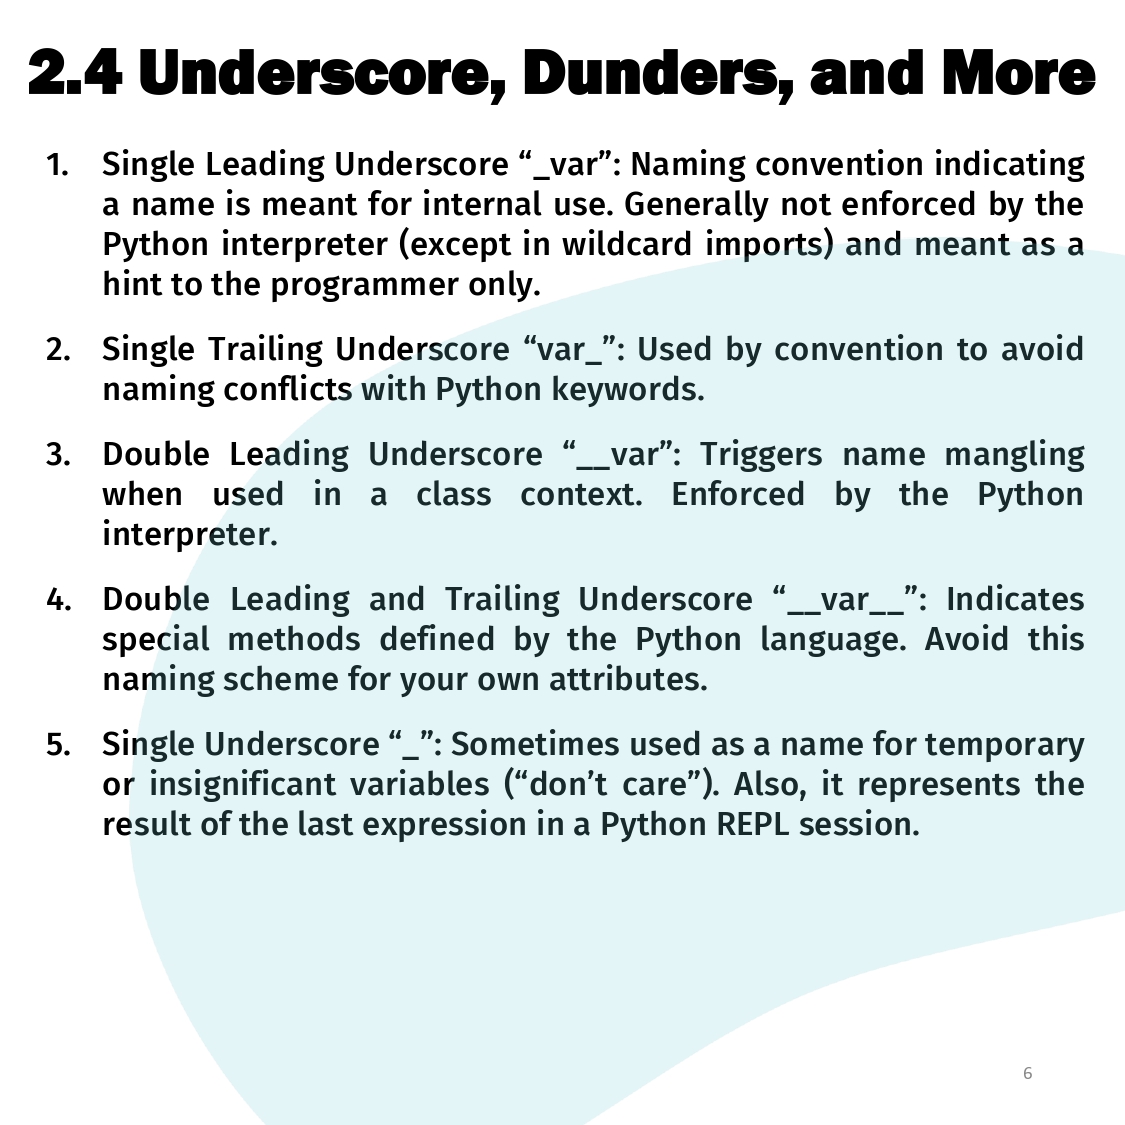 2.4 Underscore, Dunders, and More
1. Single Leading Underscore “_var”: Naming convention indicating
a name is meant for internal use. Generally not enforced by the
Python interpreter (except in wildcard imports) and meant as a
hint to the programmer only.
2. Single Trailing Underscore “var_”: Used by convention to avoid
naming conflicts with Python keywords.
3. Double Leading Underscore “__var”: Triggers name mangling
when used in a class context. Enforced by the Python
interpreter.
4. Double Leading and Trailing Underscore “__var__”: Indicates
special methods defined by the Python language. Avoid this
naming scheme for your own attributes.
5. Single Underscore “_”: Sometimes used as a name for temporary
or insignificant variables (“don’t care”). Also, it represents the
result of the last expression in a Python REPL session.
6